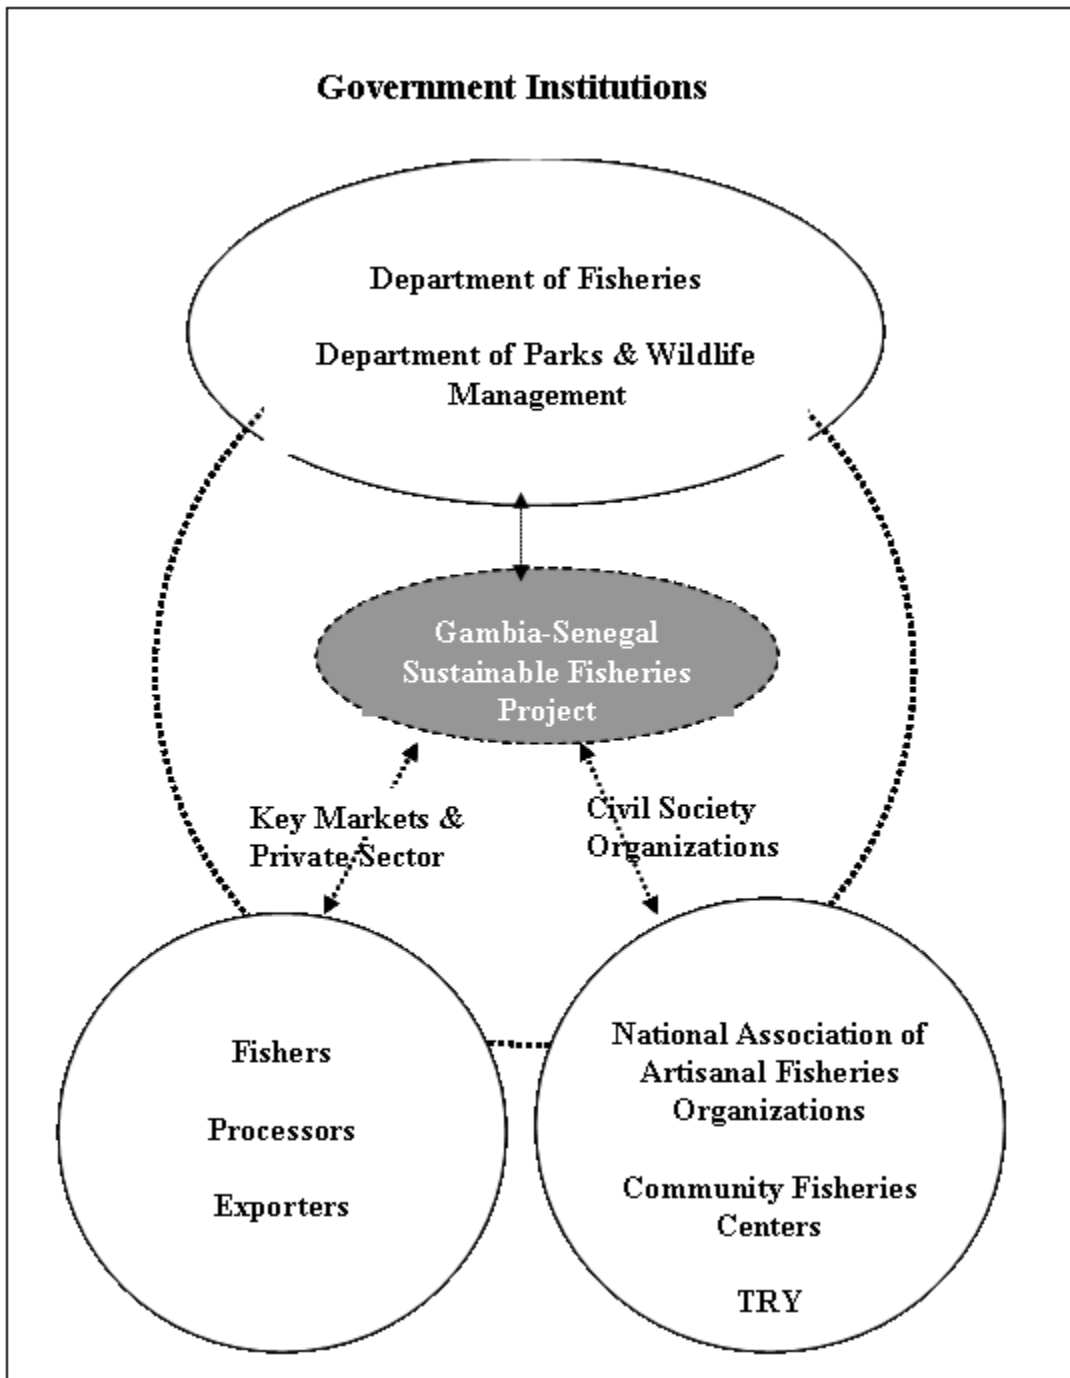 Government Institutions
Department of Fisheries
Department of Parks & Wildlife
Management
Gambia-Senegal
Sustainable Fisheries
Project
Key Markets &
Private Sector
Civil Society
Organizations
Fishers
Processors
Exporters
National Association of
Artisanal Fisheries
Organizations
Community Fisheries
Centers
TRY